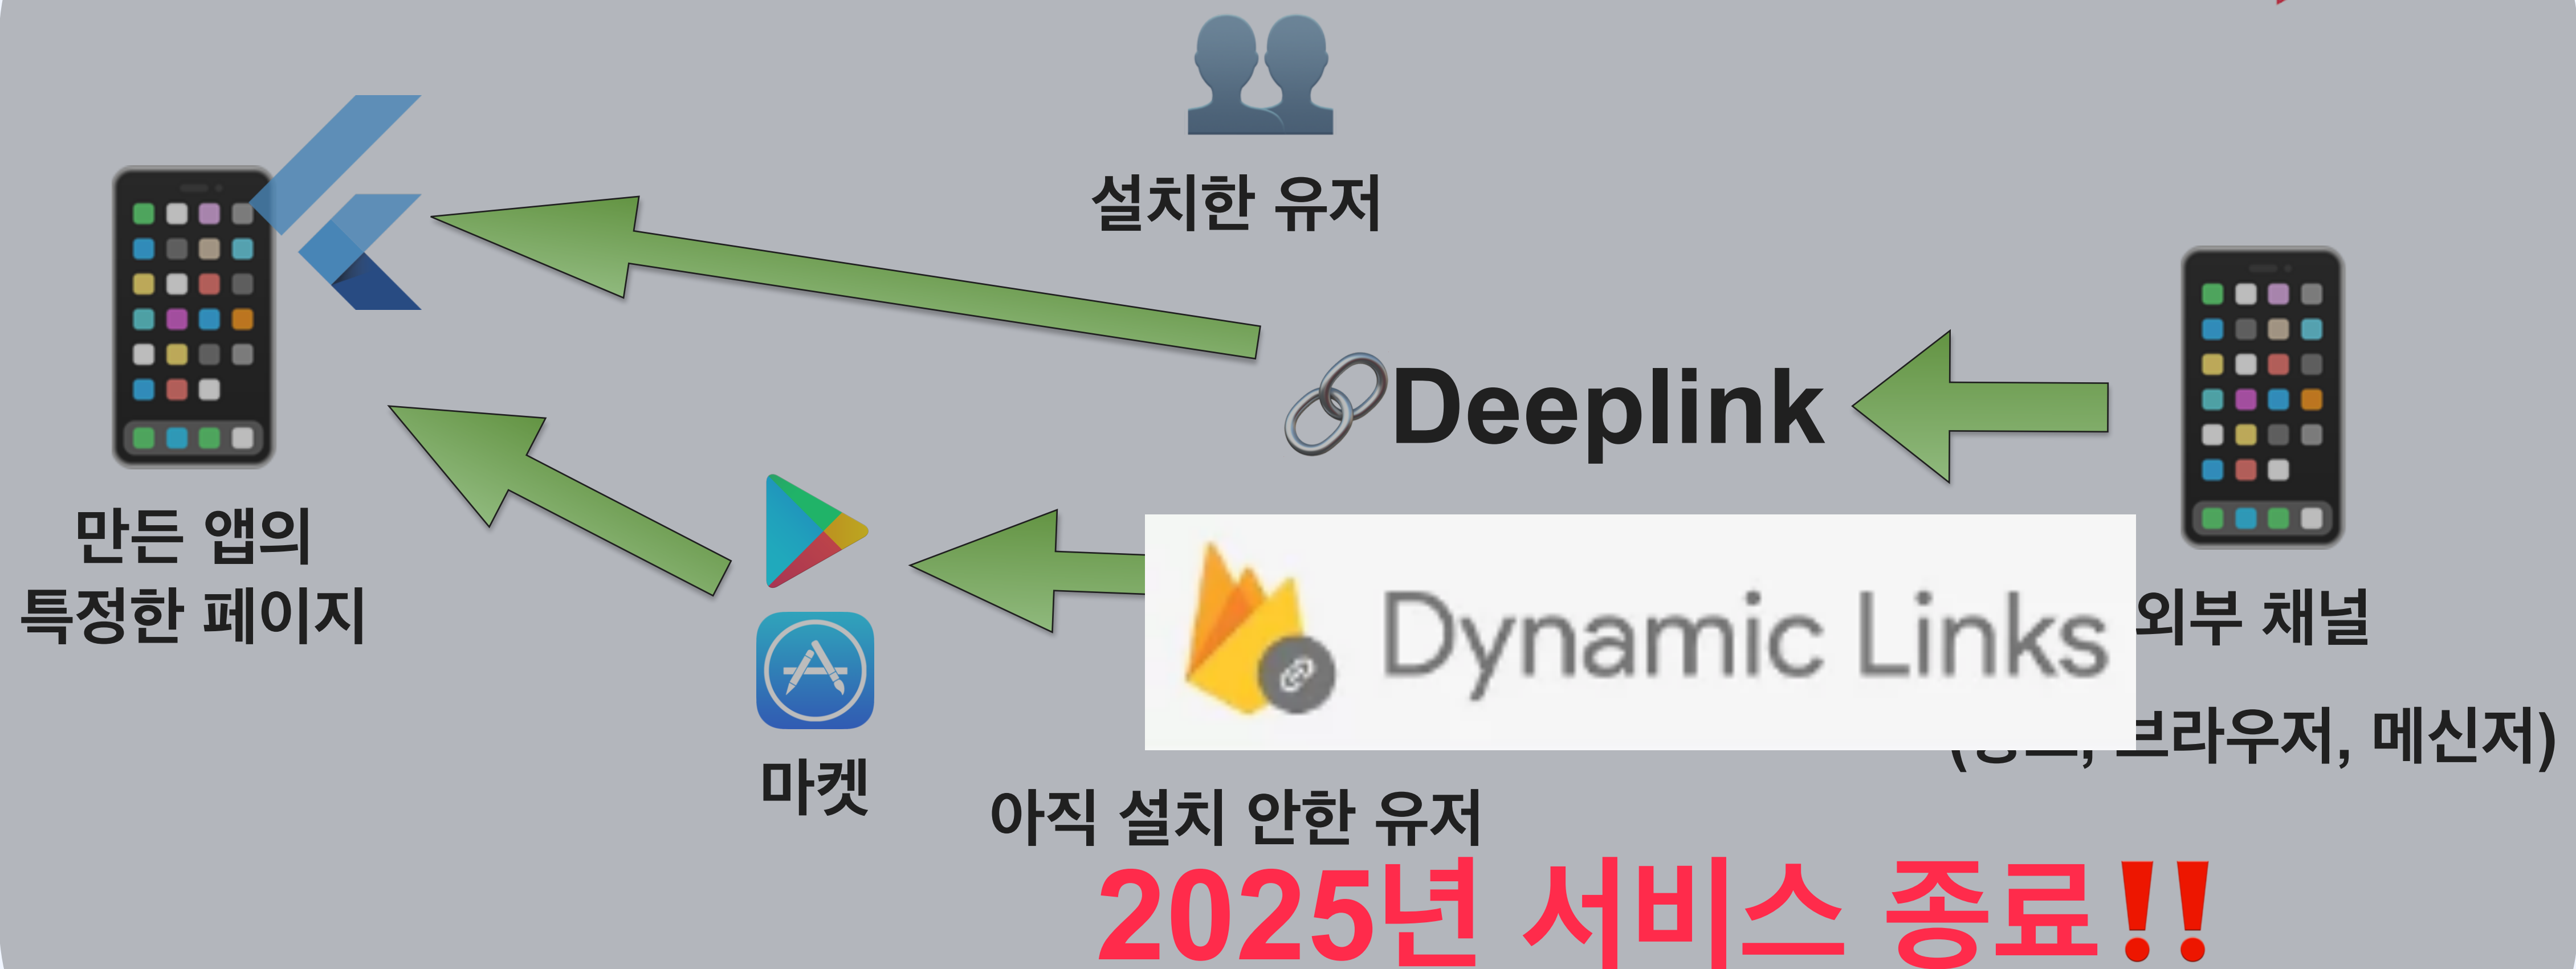 설치한 유저
Deeplink
만든 앱의
특정한 페이지
Dynamic Links
외부 채널
브라우저, 메신저)
마켓
아직 설치 안한 유저
2025년 서비스 종료‼